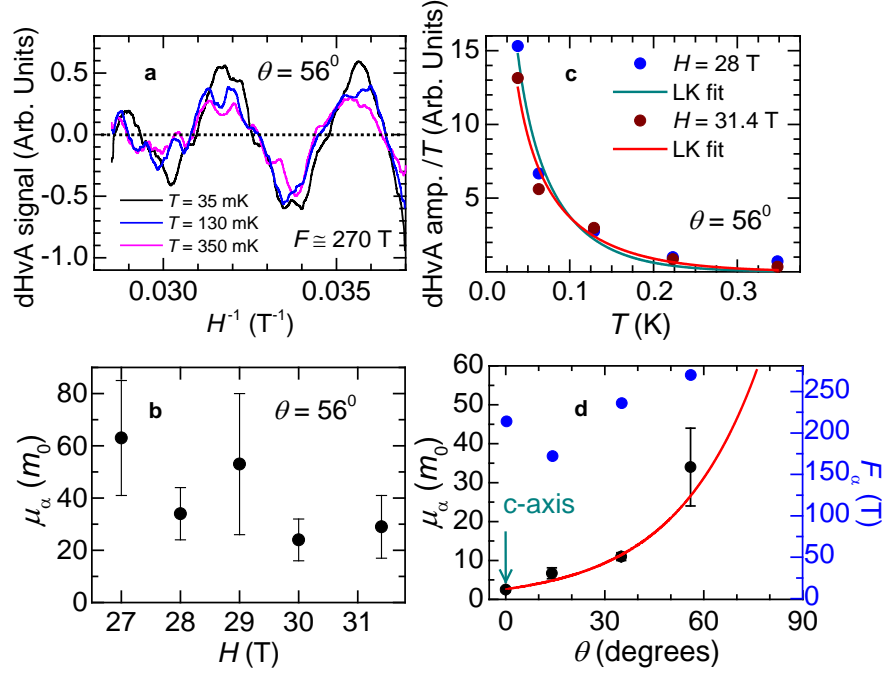 dHvA signal (Arb. Units)
0.5
0.0
-0.5
-1.0
a
θ = 56⁰
T = 35 mK
T = 130 mK
T = 350 mK
F ≅ 270 T
0.030
0.035
H⁻¹ (T⁻¹)
dHvA amp. /T (Arb. Units)
15
10
5
c
H = 28 T
LK fit
H = 31.4 T
LK fit
θ = 56⁰
0.0
0.1
0.2
0.3
T (K)
μα (m₀)
80
60
40
20
0
b
θ = 56⁰
27
28
29
30
31
H (T)
μα (m₀)
60
50
40
30
20
10
0
d
c-axis
0
30
60
90
θ (degrees)
250
200
150
100
50
0
Fα (T)